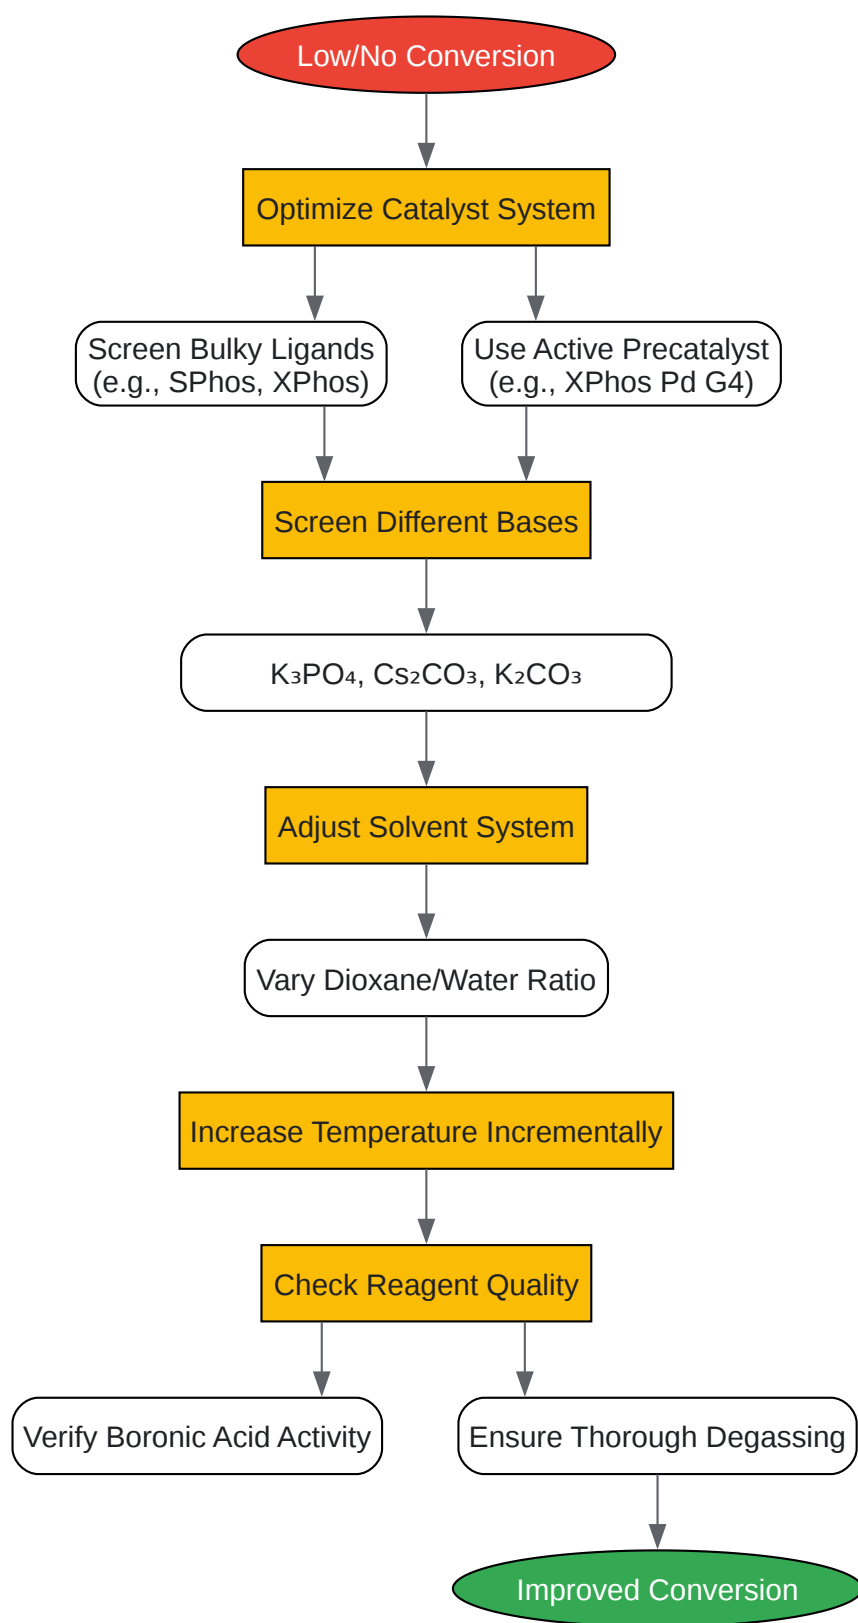 Low/No Conversion
Optimize Catalyst System
Screen Bulky Ligands
(e.g., SPhos, XPhos)
Use Active Precatalyst
(e.g., XPhos Pd G4)
Screen Different Bases
K₃PO₄, Cs₂CO₃, K₂CO₃
Adjust Solvent System
Vary Dioxane/Water Ratio
Increase Temperature Incrementally
Check Reagent Quality
Verify Boronic Acid Activity
Ensure Thorough Degassing
Improved Conversion